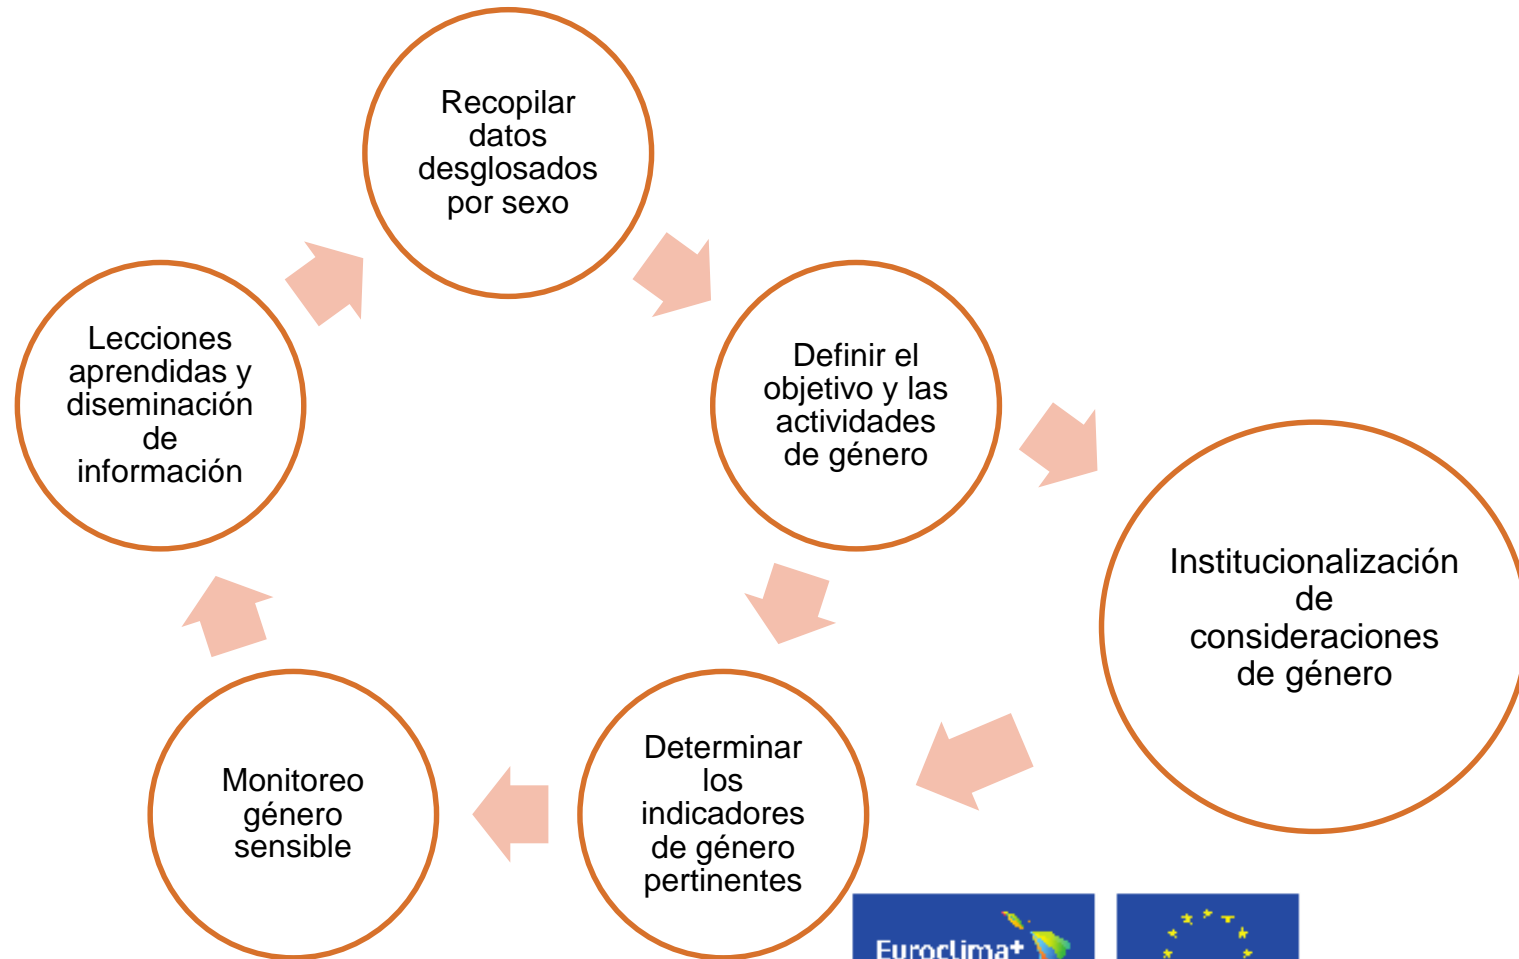 Recopilar
datos
desglosados
por sexo
Lecciones
aprendidas y
diseminación
de
información
Definir el
objetivo y las
actividades
de género
Institucionalización
de
consideraciones
de género
Monitoreo
género
sensible
Determinar
los
indicadores
de género
pertinentes
Euroclima+